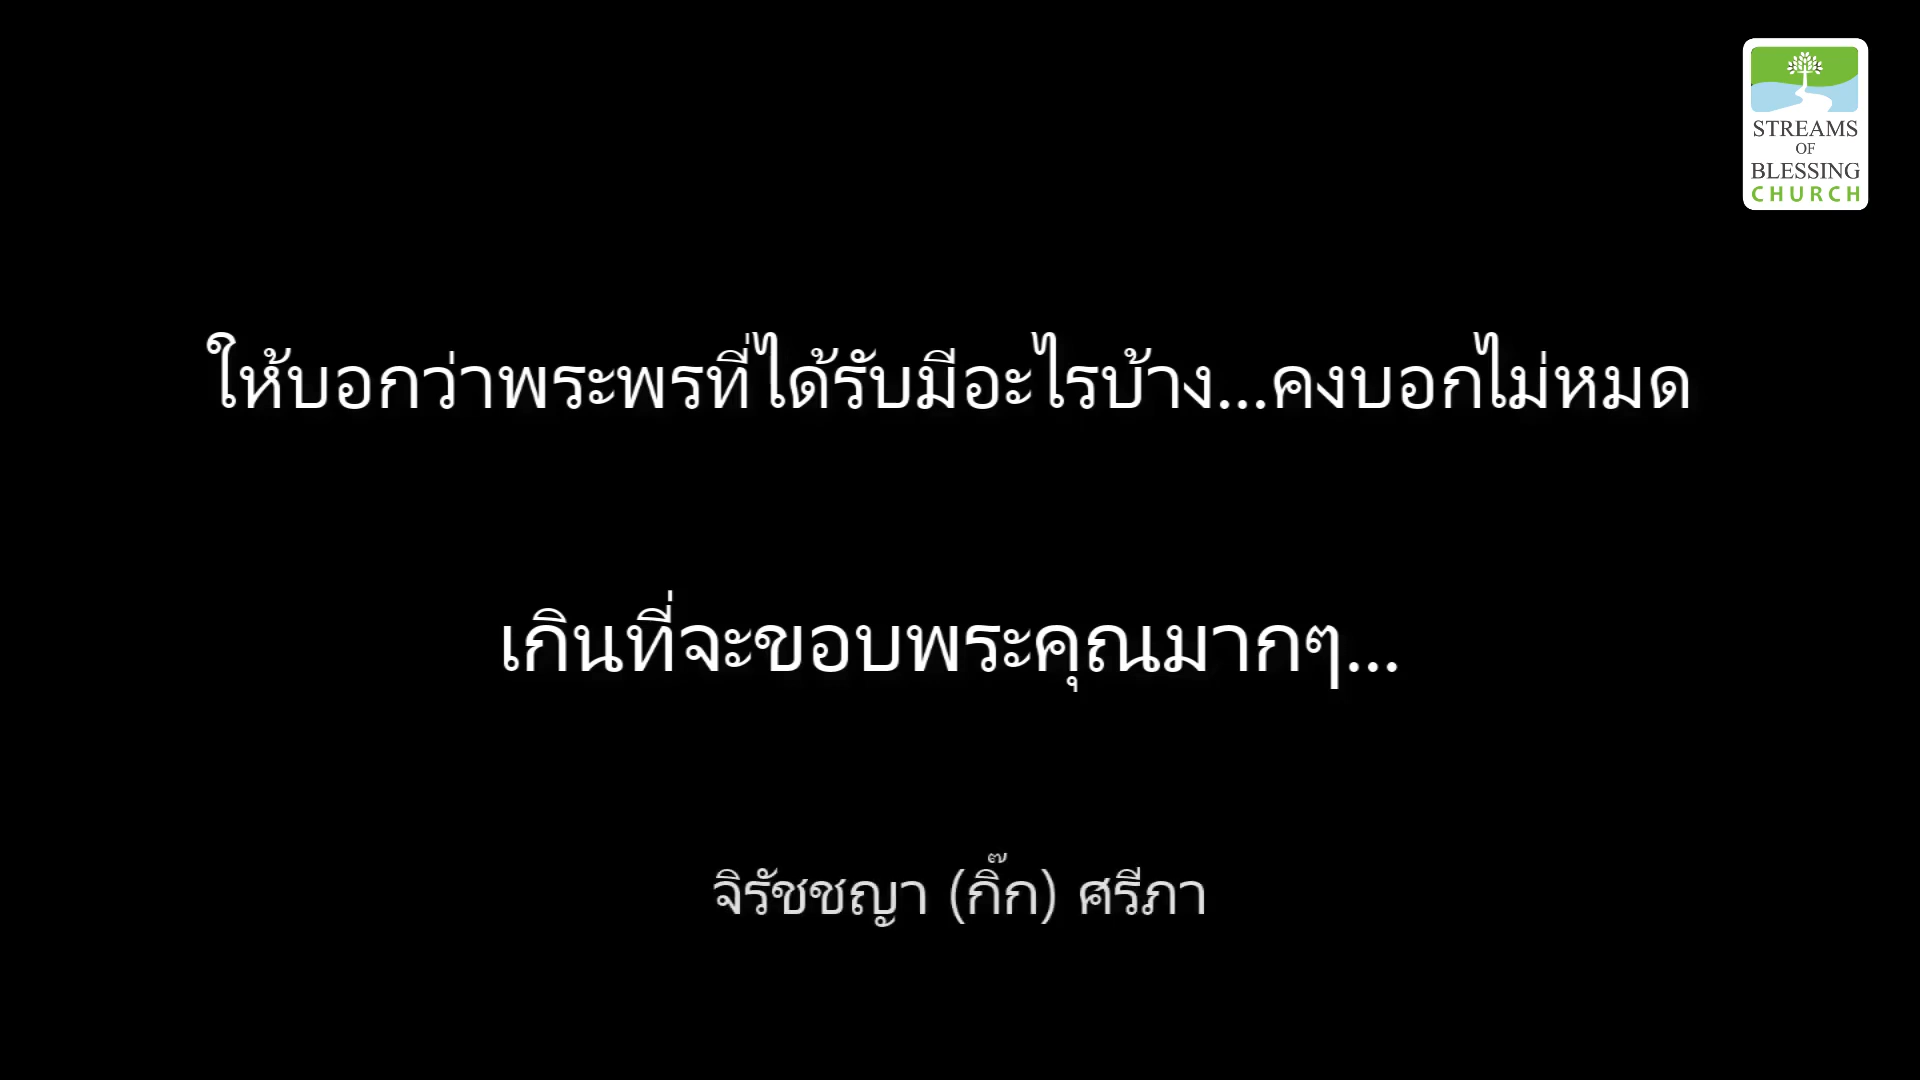 STREAMS
OF
BLESSING
CHURCH
ให้บอกว่าพระพรที่ได้รับมีอะไรบ้าง...คงบอกไม่หมด
เกินที่จะขอบพระคุณมากๆ...
จิรัชชญา (กิ๊ก) ศรีภา